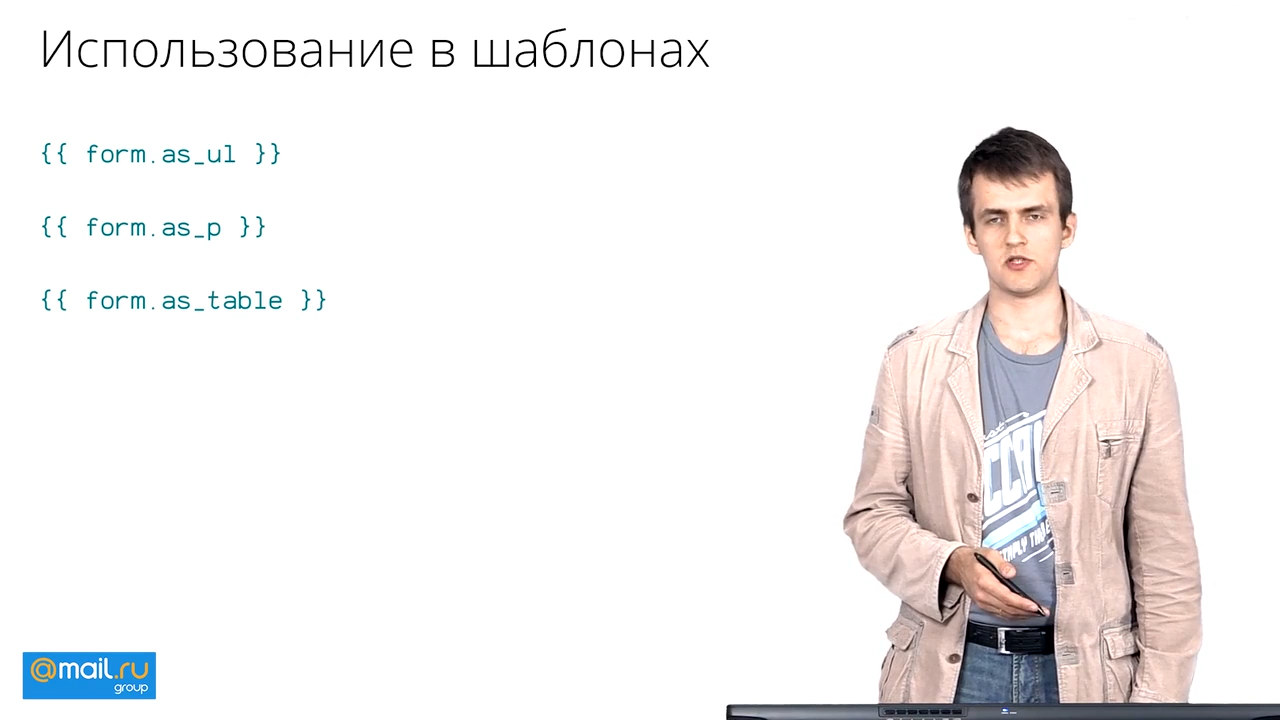 Использование в шаблонах
{{ form.as_ul }}
{{ form.as_p }}
{{ form.as_table }}
@mail.ru
group